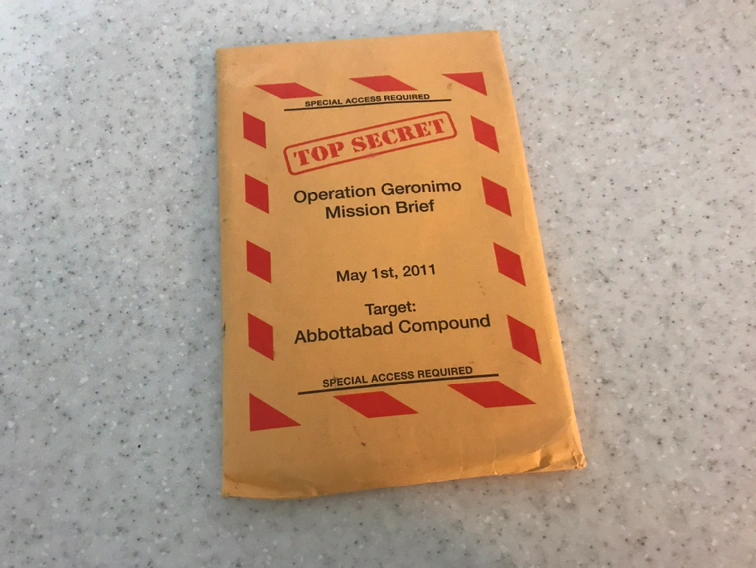 SPECIAL ACCESS REQUIRED
TOP SECRET
Operation Geronimo
Mission Brief
May 1st, 2011
Target:
Abbottabad Compound
SPECIAL ACCESS REQUIRED